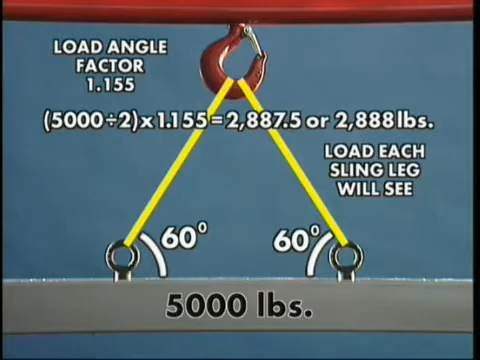 LOAD ANGLE
FACTOR
1.155
(5000÷2) x 1.155 = 2,887.5 or 2,888 lbs.
LOAD EACH
SLING LEG
WILL SEE
60° 60°
5000 lbs.